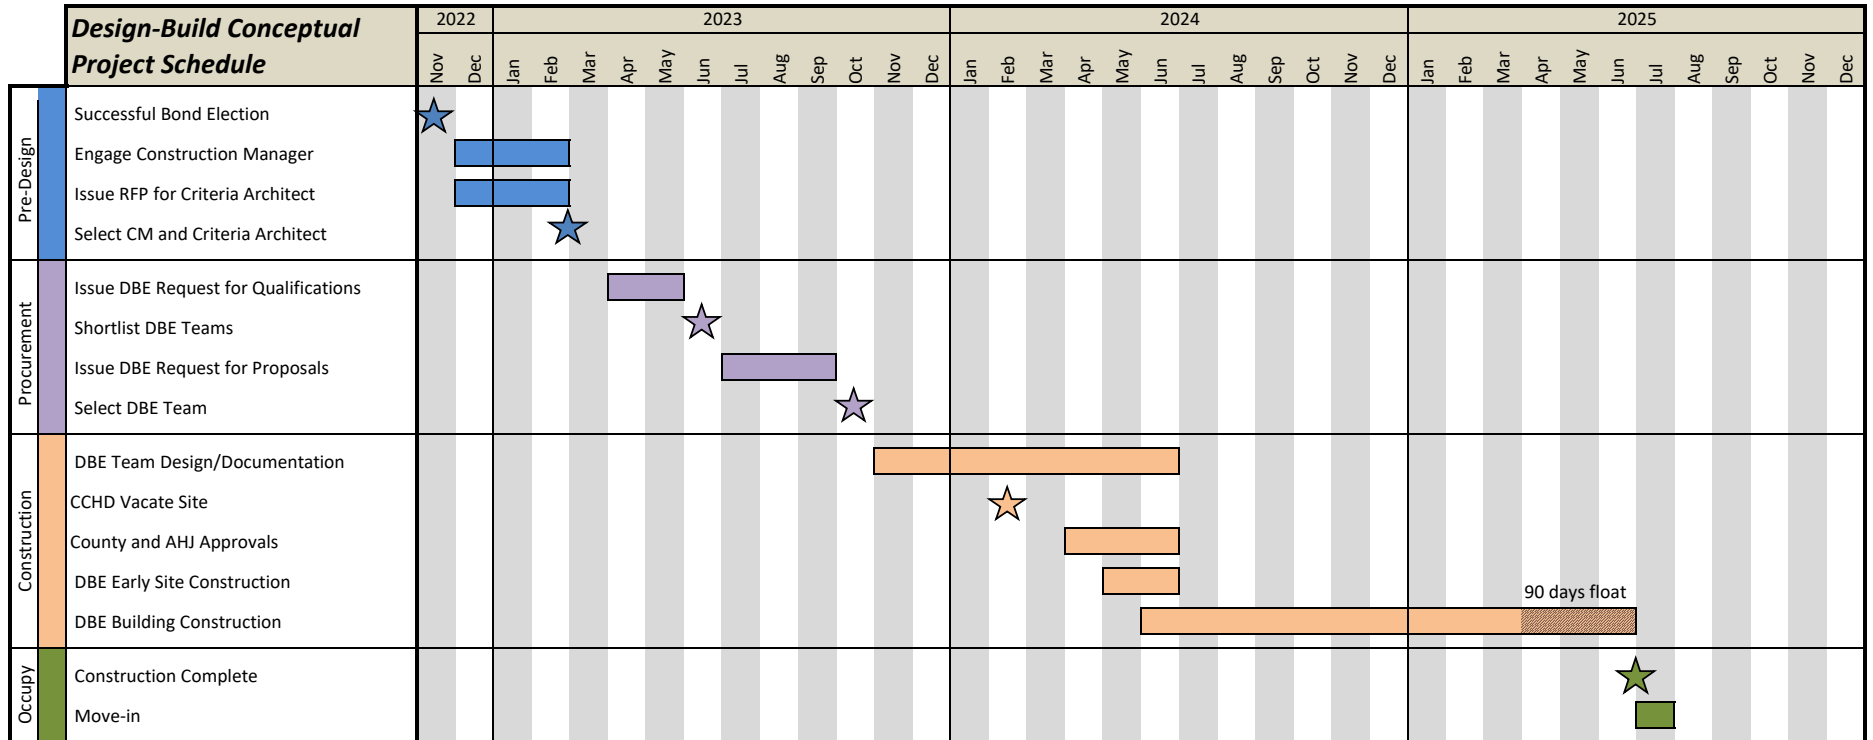 Design-Build Conceptual
Project Schedule
2022 2023 2024 2025
Nov Dec Jan Feb Mar Apr May Jun Jul Aug Sep Oct Nov Dec Jan Feb Mar Apr May Jun Jul Aug Sep Oct Nov Dec Jan Feb Mar Apr May Jun Jul Aug Sep Oct Nov Dec
Pre-Design
Successful Bond Election
Engage Construction Manager
Issue RFP for Criteria Architect
Select CM and Criteria Architect
Procurement
Issue DBE Request for Qualifications
Shortlist DBE Teams
Issue DBE Request for Proposals
Select DBE Team
Construction
DBE Team Design/Documentation
CCHD Vacate Site
County and AHJ Approvals
DBE Early Site Construction
90 days float
DBE Building Construction
Occupy
Construction Complete
Move-in